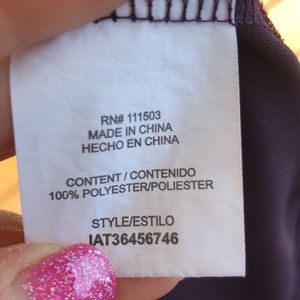 RN# 111503
MADE IN CHINA
HECHO EN CHINA
CONTENT / CONTENIDO
100% POLYESTER/POLIESTER
STYLE/ESTILO
IAT36456746